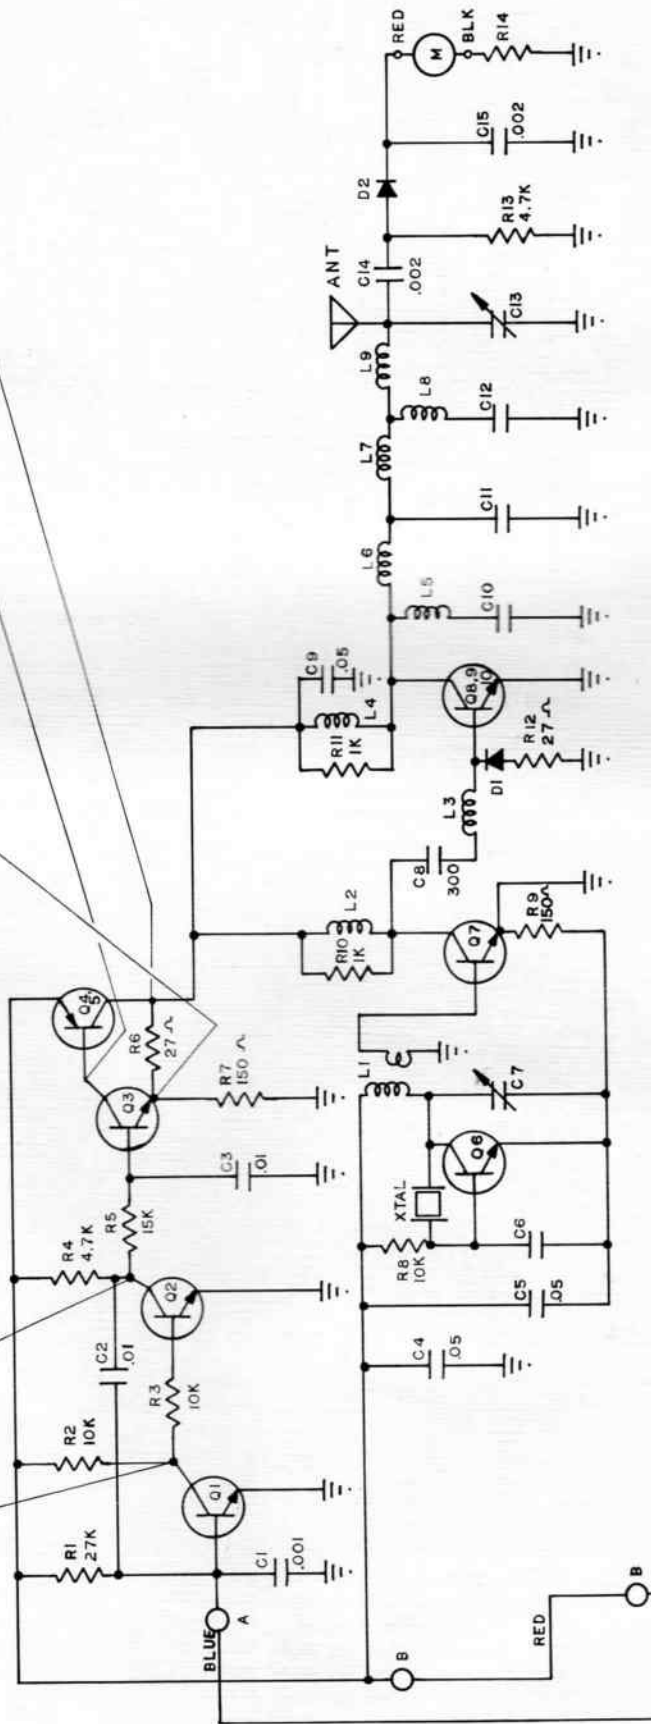 R1
27K
BLUE
A
C1
.001
Q1
R2
10K
R3
10K
C2
.01
Q2
R4
4.7K
R5
15K
C3
.01
Q3
R6
27 Ω
R7
150 Ω
Q4,
5
B
RED
B
C4
.05
C5
.05
C6
R8
10K
XTAL
Q6
C7
L1
Q7
R9
150Ω
R10
1K
L2
C8
300
L3
D1
R12
27 Ω
Q8,9
10
R11
1K
L4
C9
.05
L5
C10
L6
C11
L7
L8
C12
L9
ANT
C13
C14
.002
R13
4.7K
D2
C15
.002
RED
M
BLK
R14